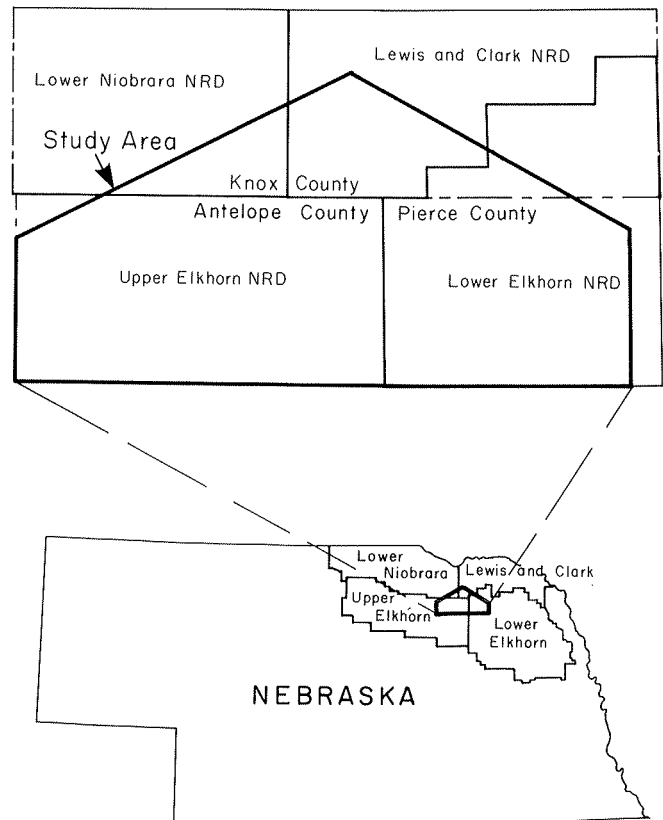 Lewis and Clark NRD
Lower Niobrara NRD
Study Area
Knox County
Antelope County
Pierce County
Upper Elkhorn NRD
Lower Elkhorn NRD
Lower
Niobrara
Lewis and Clark
Upper
Elkhorn
Lower
Elkhorn
NEBRASKA